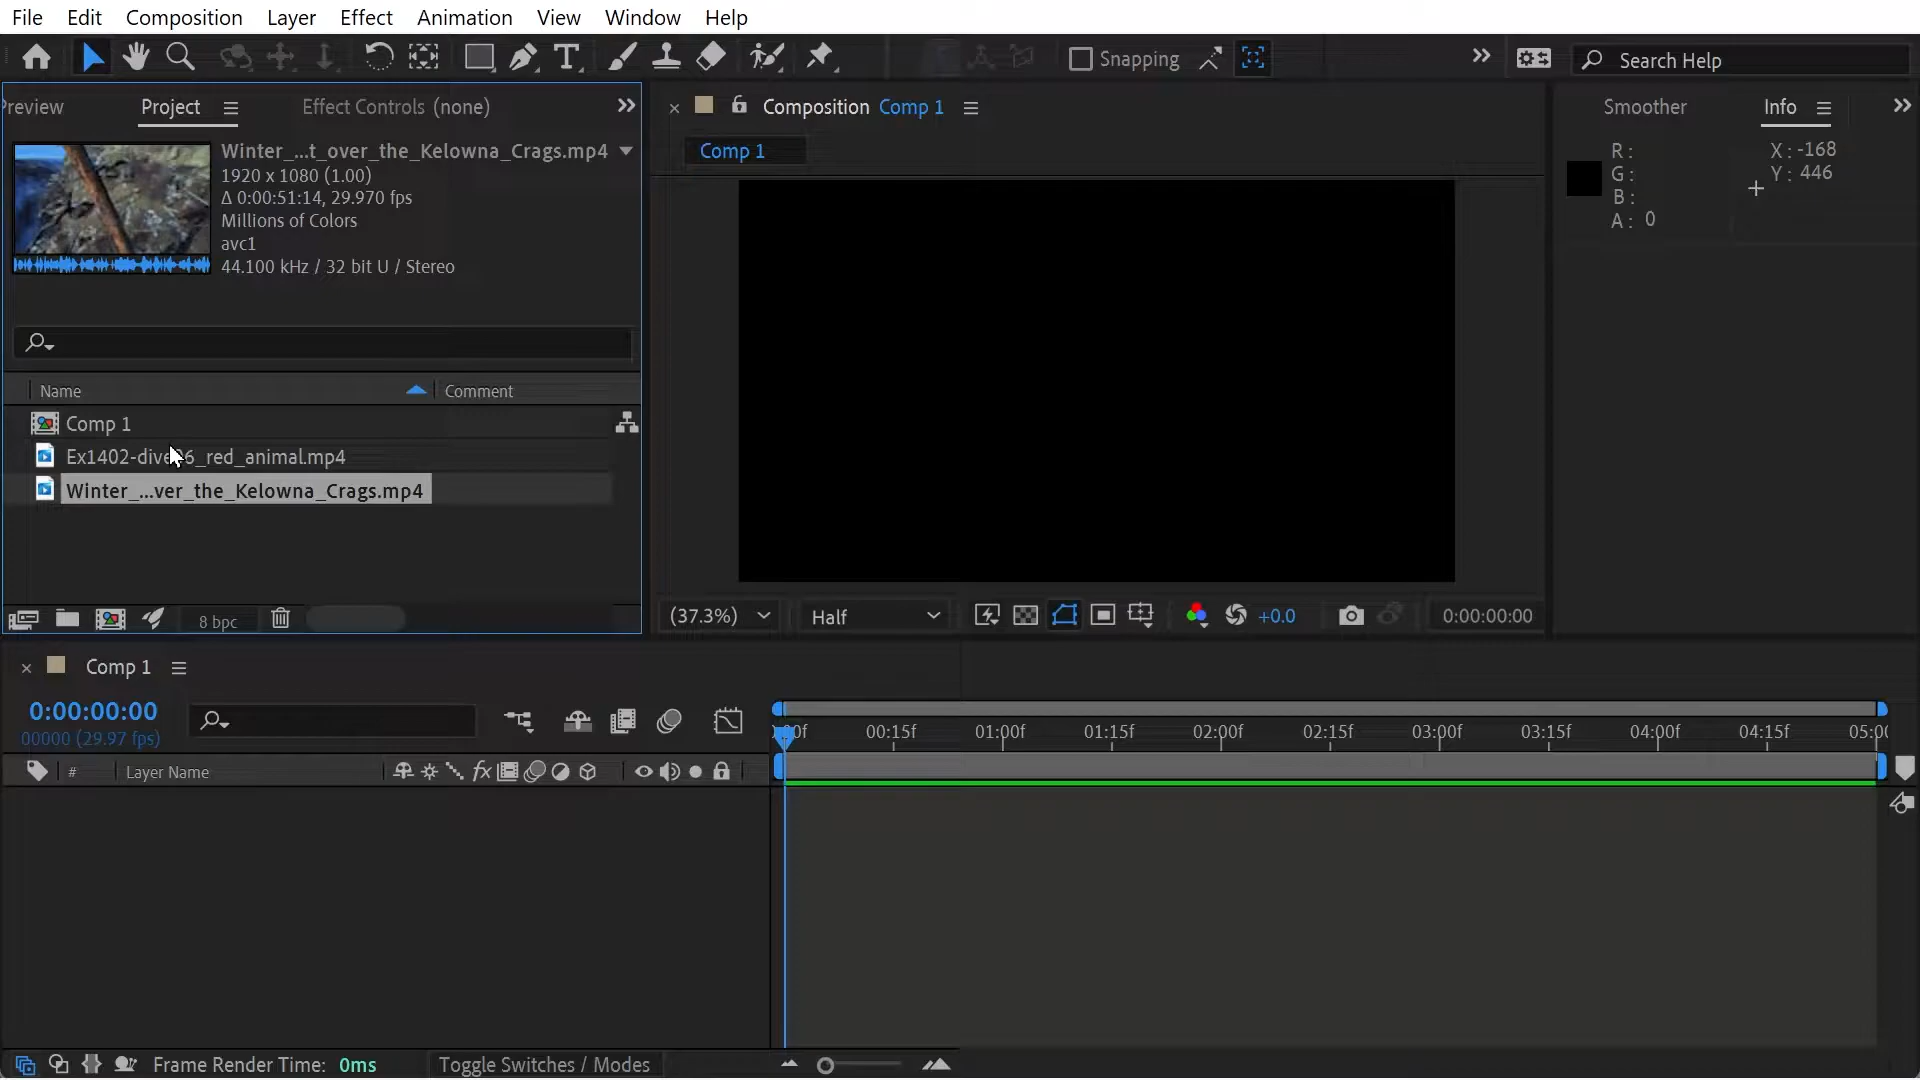 File Edit Composition Layer Effect Animation View Window Help
Snapping
Search Help
Preview Project Effect Controls (none)
Composition Comp 1
Smoother Info
Comp 1
Winter_...t_over_the_Kelowna_Crags.mp4
1920 x 1080 (1.00)
Δ 0:00:51:14, 29.970 fps
Millions of Colors
avc1
44.100 kHz / 32 bit U / Stereo
R :
G :
B :
A : 0
X : -168
Y : 446
Name Comment
Comp 1
Ex1402-dive06_red_animal.mp4
Winter_...ver_the_Kelowna_Crags.mp4
8 bpc
(37.3%) Half +0.0 0:00:00:00
Comp 1
0:00:00:00
00000 (29.97 fps)
00f 00:15f 01:00f 01:15f 02:00f 02:15f 03:00f 03:15f 04:00f 04:15f 05:00
# Layer Name fx
Frame Render Time: 0ms Toggle Switches / Modes